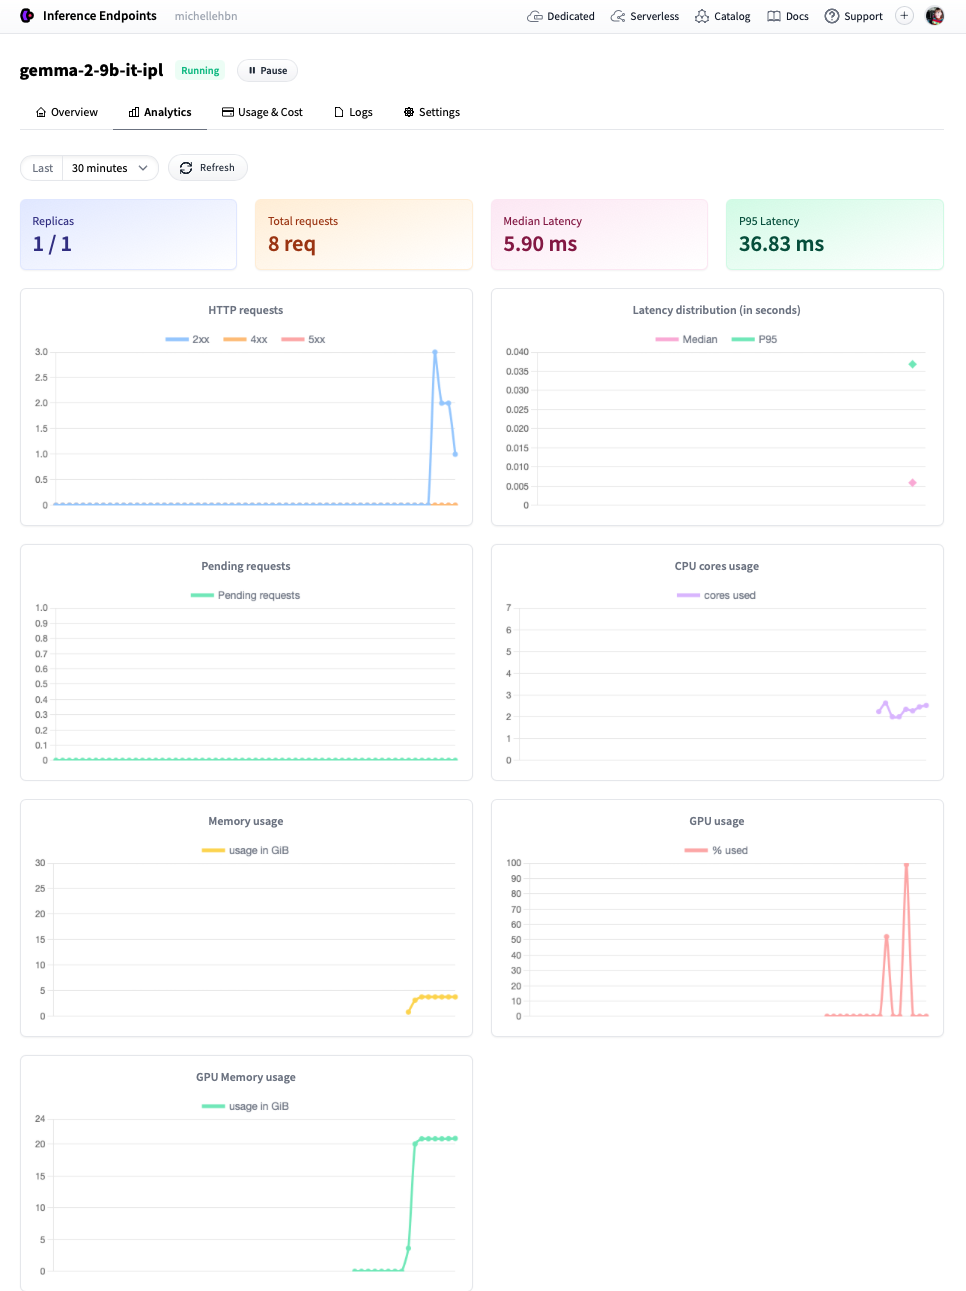 Inference Endpoints michellehbn Dedicated Serverless Catalog Docs Support
gemma-2-9b-it-ipl Running Pause
Overview Analytics Usage & Cost Logs Settings
Last 30 minutes Refresh
Replicas
1 / 1
Total requests
8 req
Median Latency
5.90 ms
P95 Latency
36.83 ms
HTTP requests
2xx 4xx 5xx
3.0
2.5
2.0
1.5
1.0
0.5
0
Latency distribution (in seconds)
Median P95
0.040
0.035
0.030
0.025
0.020
0.015
0.010
0.005
0
Pending requests
Pending requests
1.0
0.9
0.8
0.7
0.6
0.5
0.4
0.3
0.2
0.1
0
CPU cores usage
cores used
7
6
5
4
3
2
1
0
Memory usage
usage in GiB
30
25
20
15
10
5
0
GPU usage
% used
100
90
80
70
60
50
40
30
20
10
0
GPU Memory usage
usage in GiB
24
20
15
10
5
0